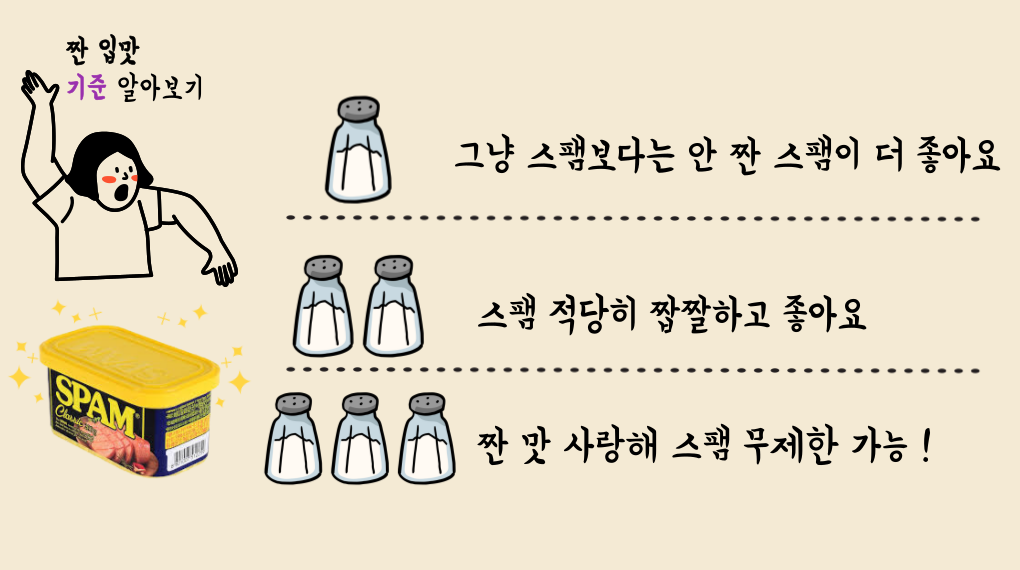 짠 입맛
기준 알아보기
그냥 스팸보다는 안 짠 스팸이 더 좋아요
스팸 적당히 짭짤하고 좋아요
짠 맛 사랑해 스팸 무제한 가능 !
SPAM
Classic